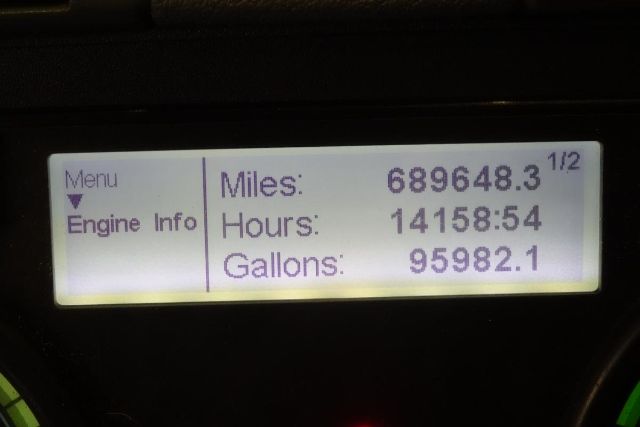 Menu
Engine Info
1/2
Miles: 689648.3
Hours: 14158:54
Gallons: 95982.1